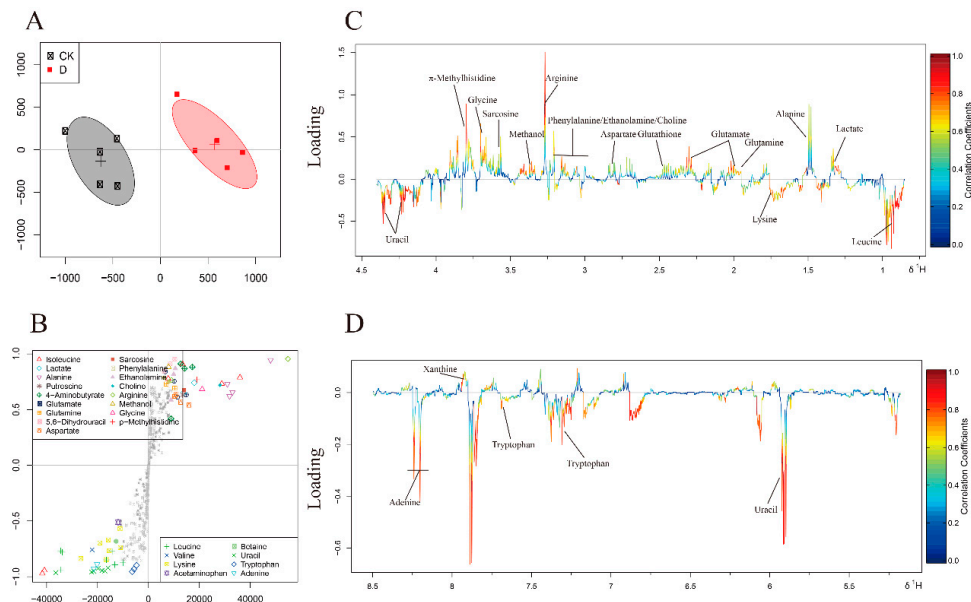 A
CK
D
1000
500
0
-500
-1000
-1000
-500
0
500
1000
C
Loading
1.5
1.0
0.5
0.0
-0.5
π-Methylhistidine
Glycine
Sarcosine
Methanol
Arginine
Phenylalanine/Ethanolamine/Choline
Aspartate
Glutathione
Glutamate
Glutamine
Alanine
Lactate
Lysine
Leucine
Uracil
4.5
4
3.5
3.0
2.5
2
1.5
1
δ ¹H
1.0
0.8
0.6
0.4
0.2
0.0
Correlation Coefficients
B
1.0
0.5
0.0
-0.5
-1.0
Isoleucine
Lactate
Alanine
Putroscino
4-Aminobutyrate
Glutamate
Glutamine
5,6-Dihydrouracil
Aspartate
Sarcosine
Phenylalanine
Ethanolamine
Cholino
Arginine
Methanol
Glycine
p-Mcthylhistidinc
Leucine
Valine
Lysine
Acetaminophen
Betaine
Uracil
Tryptophan
Adenine
-40000
-20000
0
20000
40000
D
Loading
0.0
-0.2
-0.4
-0.6
Xanthine
Tryptophan
Tryptophan
Adenine
Uracil
8.5
8
7.5
7
6.5
6
5.5
δ ¹H
1.0
0.8
0.6
0.4
0.2
0.0
Correlation Coefficients